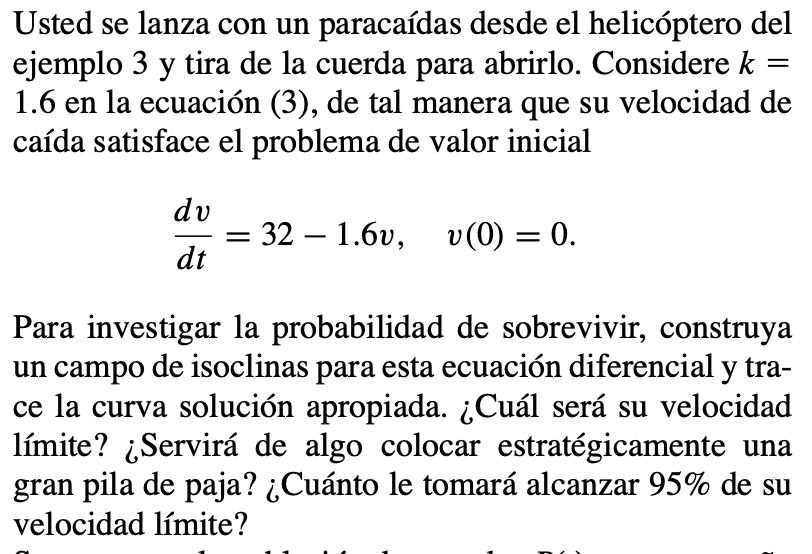 Usted se lanza con un paracaídas desde el helicóptero del
ejemplo 3 y tira de la cuerda para abrirlo. Considere k =
1.6 en la ecuación (3), de tal manera que su velocidad de
caída satisface el problema de valor inicial
dv/dt = 32 − 1.6v, v(0) = 0.
Para investigar la probabilidad de sobrevivir, construya
un campo de isoclinas para esta ecuación diferencial y tra-
ce la curva solución apropiada. ¿Cuál será su velocidad
límite? ¿Servirá de algo colocar estratégicamente una
gran pila de paja? ¿Cuánto le tomará alcanzar 95% de su
velocidad límite?